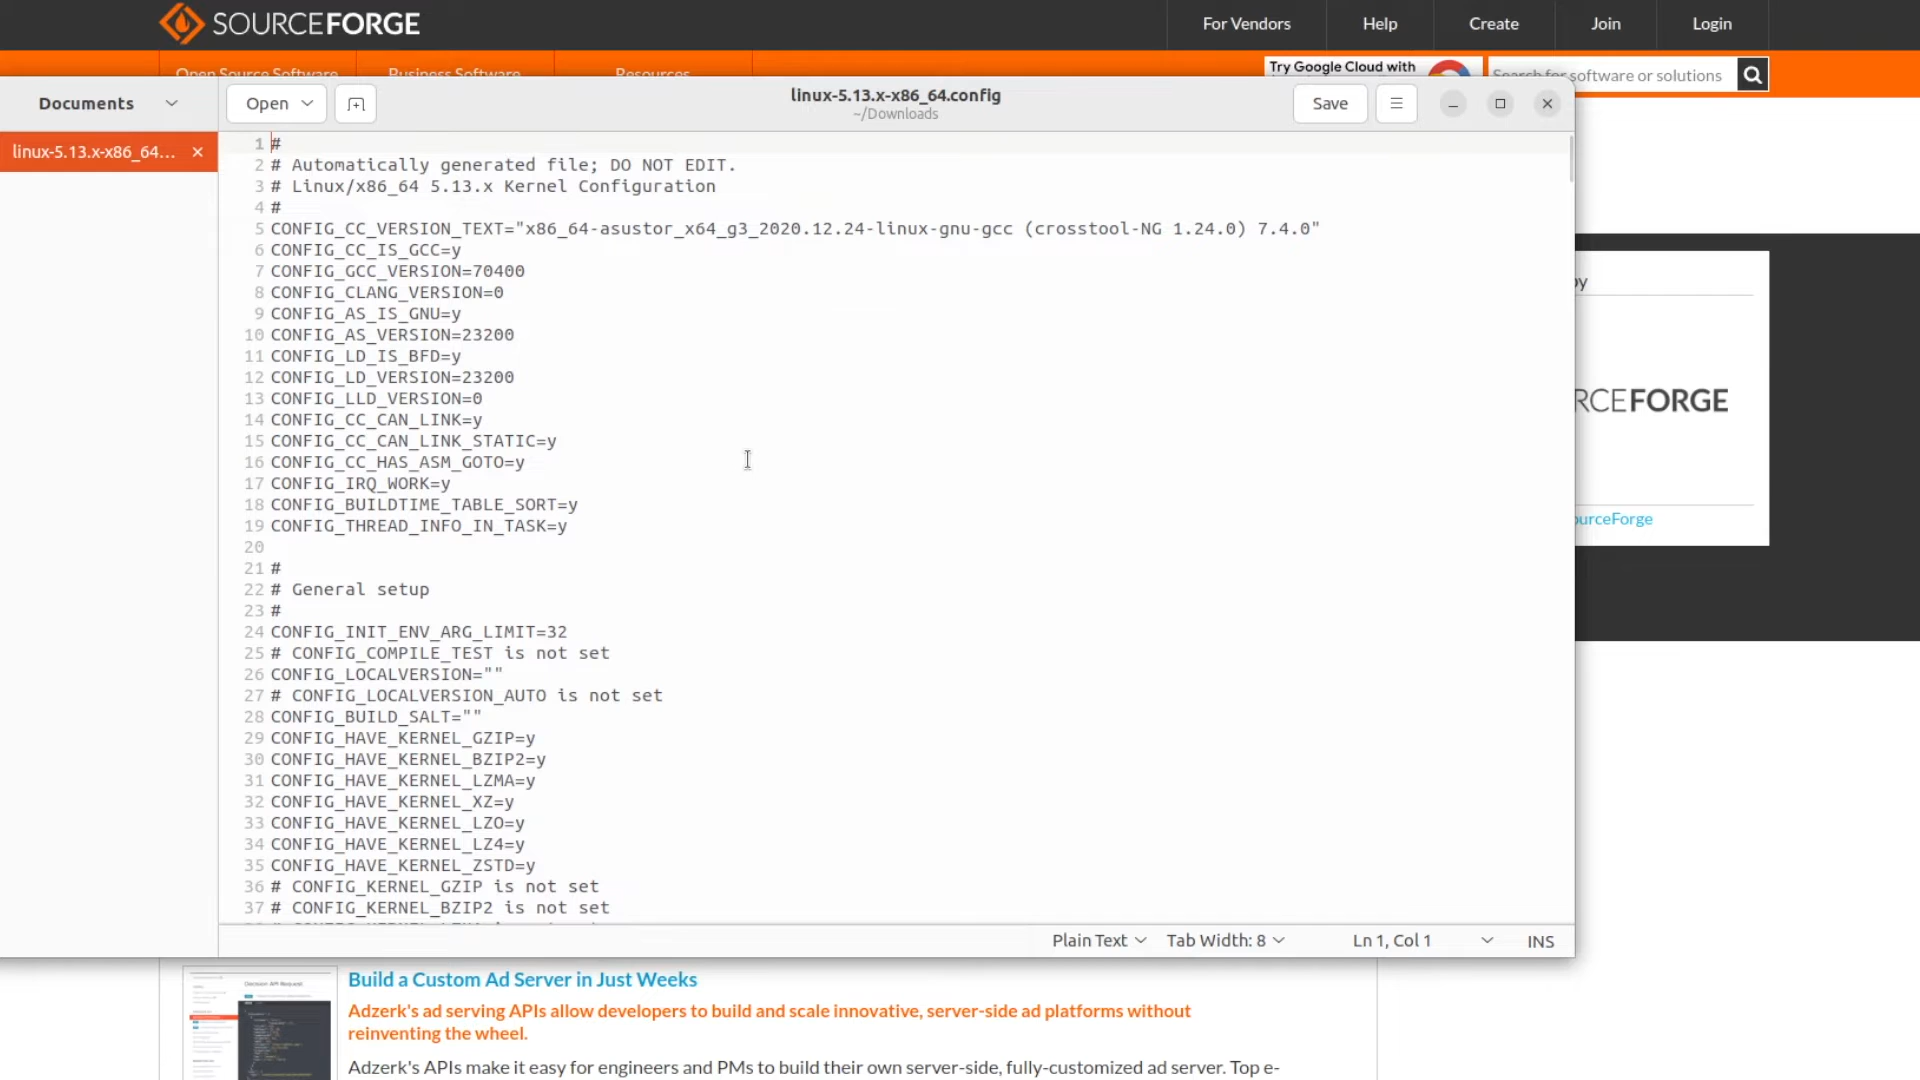 SOURCEFORGE
For Vendors
Help
Create
Join
Login
Open Source Software
Business Software
Resources
Try Google Cloud with
Search for software or solutions
Documents
Open
linux-5.13.x-x86_64.config
~/Downloads
Save
linux-5.13.x-x86_64...
1 #
2 # Automatically generated file; DO NOT EDIT.
3 # Linux/x86_64 5.13.x Kernel Configuration
4 #
5 CONFIG_CC_VERSION_TEXT="x86_64-asustor_x64_g3_2020.12.24-linux-gnu-gcc (crosstool-NG 1.24.0) 7.4.0"
6 CONFIG_CC_IS_GCC=y
7 CONFIG_GCC_VERSION=70400
8 CONFIG_CLANG_VERSION=0
9 CONFIG_AS_IS_GNU=y
10 CONFIG_AS_VERSION=23200
11 CONFIG_LD_IS_BFD=y
12 CONFIG_LD_VERSION=23200
13 CONFIG_LLD_VERSION=0
14 CONFIG_CC_CAN_LINK=y
15 CONFIG_CC_CAN_LINK_STATIC=y
16 CONFIG_CC_HAS_ASM_GOTO=y
17 CONFIG_IRQ_WORK=y
18 CONFIG_BUILDTIME_TABLE_SORT=y
19 CONFIG_THREAD_INFO_IN_TASK=y
20
21 #
22 # General setup
23 #
24 CONFIG_INIT_ENV_ARG_LIMIT=32
25 # CONFIG_COMPILE_TEST is not set
26 CONFIG_LOCALVERSION=""
27 # CONFIG_LOCALVERSION_AUTO is not set
28 CONFIG_BUILD_SALT=""
29 CONFIG_HAVE_KERNEL_GZIP=y
30 CONFIG_HAVE_KERNEL_BZIP2=y
31 CONFIG_HAVE_KERNEL_LZMA=y
32 CONFIG_HAVE_KERNEL_XZ=y
33 CONFIG_HAVE_KERNEL_LZO=y
34 CONFIG_HAVE_KERNEL_LZ4=y
35 CONFIG_HAVE_KERNEL_ZSTD=y
36 # CONFIG_KERNEL_GZIP is not set
37 # CONFIG_KERNEL_BZIP2 is not set
Plain Text
Tab Width: 8
Ln 1, Col 1
INS
by
RCEFORGE
ourceForge
Build a Custom Ad Server in Just Weeks
Adzerk's ad serving APIs allow developers to build and scale innovative, server-side ad platforms without
reinventing the wheel.
Adzerk's APIs make it easy for engineers and PMs to build their own server-side, fully-customized ad server. Top e-